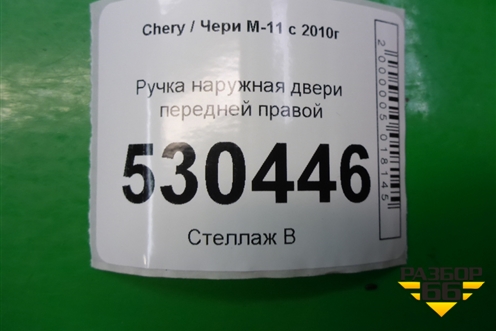 Chery / Чери М-11 с 2010г
Ручка наружная двери
передней правой
530446
Стеллаж В
2000005018145
РАЗБОР
66